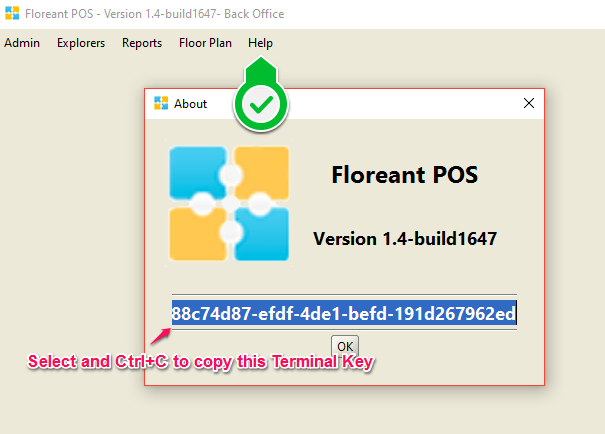 Floreant POS - Version 1.4-build1647- Back Office
Admin Explorers Reports Floor Plan Help
About
Floreant POS
Version 1.4-build1647
88c74d87-efdf-4de1-befd-191d267962ed
OK
Select and Ctrl+C to copy this Terminal Key